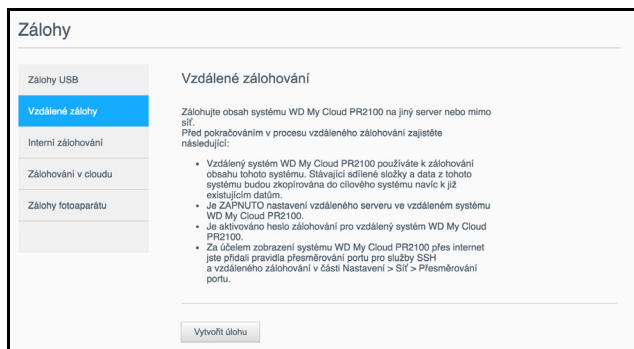 Zálohy
Zálohy USB
Vzdálené zálohy
Interní zálohování
Zálohování v cloudu
Zálohy fotoaparátu
Vzdálené zálohování
Zálohujte obsah systému WD My Cloud PR2100 na jiný server nebo mimo
síť.
Před pokračováním v procesu vzdáleného zálohování zajistěte
následující:
• Vzdálený systém WD My Cloud PR2100 používáte k zálohování
obsahu tohoto systému. Stávající sdílené složky a data z tohoto
systému budou zkopírována do cílového systému navíc k již
existujícím datům.
• Je ZAPNUTO nastavení vzdáleného serveru ve vzdáleném systému
WD My Cloud PR2100.
• Je aktivováno heslo zálohování pro vzdálený systém WD My Cloud
PR2100.
• Za účelem zobrazení systému WD My Cloud PR2100 přes internet
jste přidali pravidla přesměrování portu pro služby SSH
a vzdáleného zálohování v části Nastavení > Síť > Přesměrování
portu.
Vytvořit úlohu